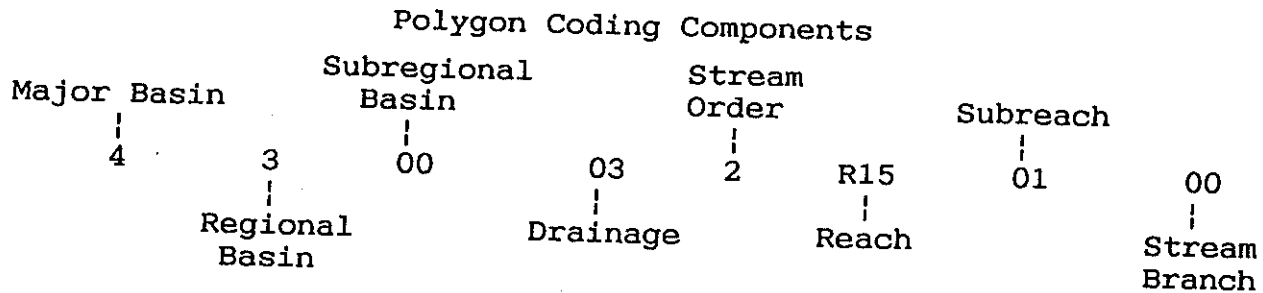 Polygon Coding Components
Major Basin
Subregional
Basin
Stream
Order
Subreach
4 3 00 03 2 R15 01 00
Regional
Basin
Drainage
Reach
Stream
Branch